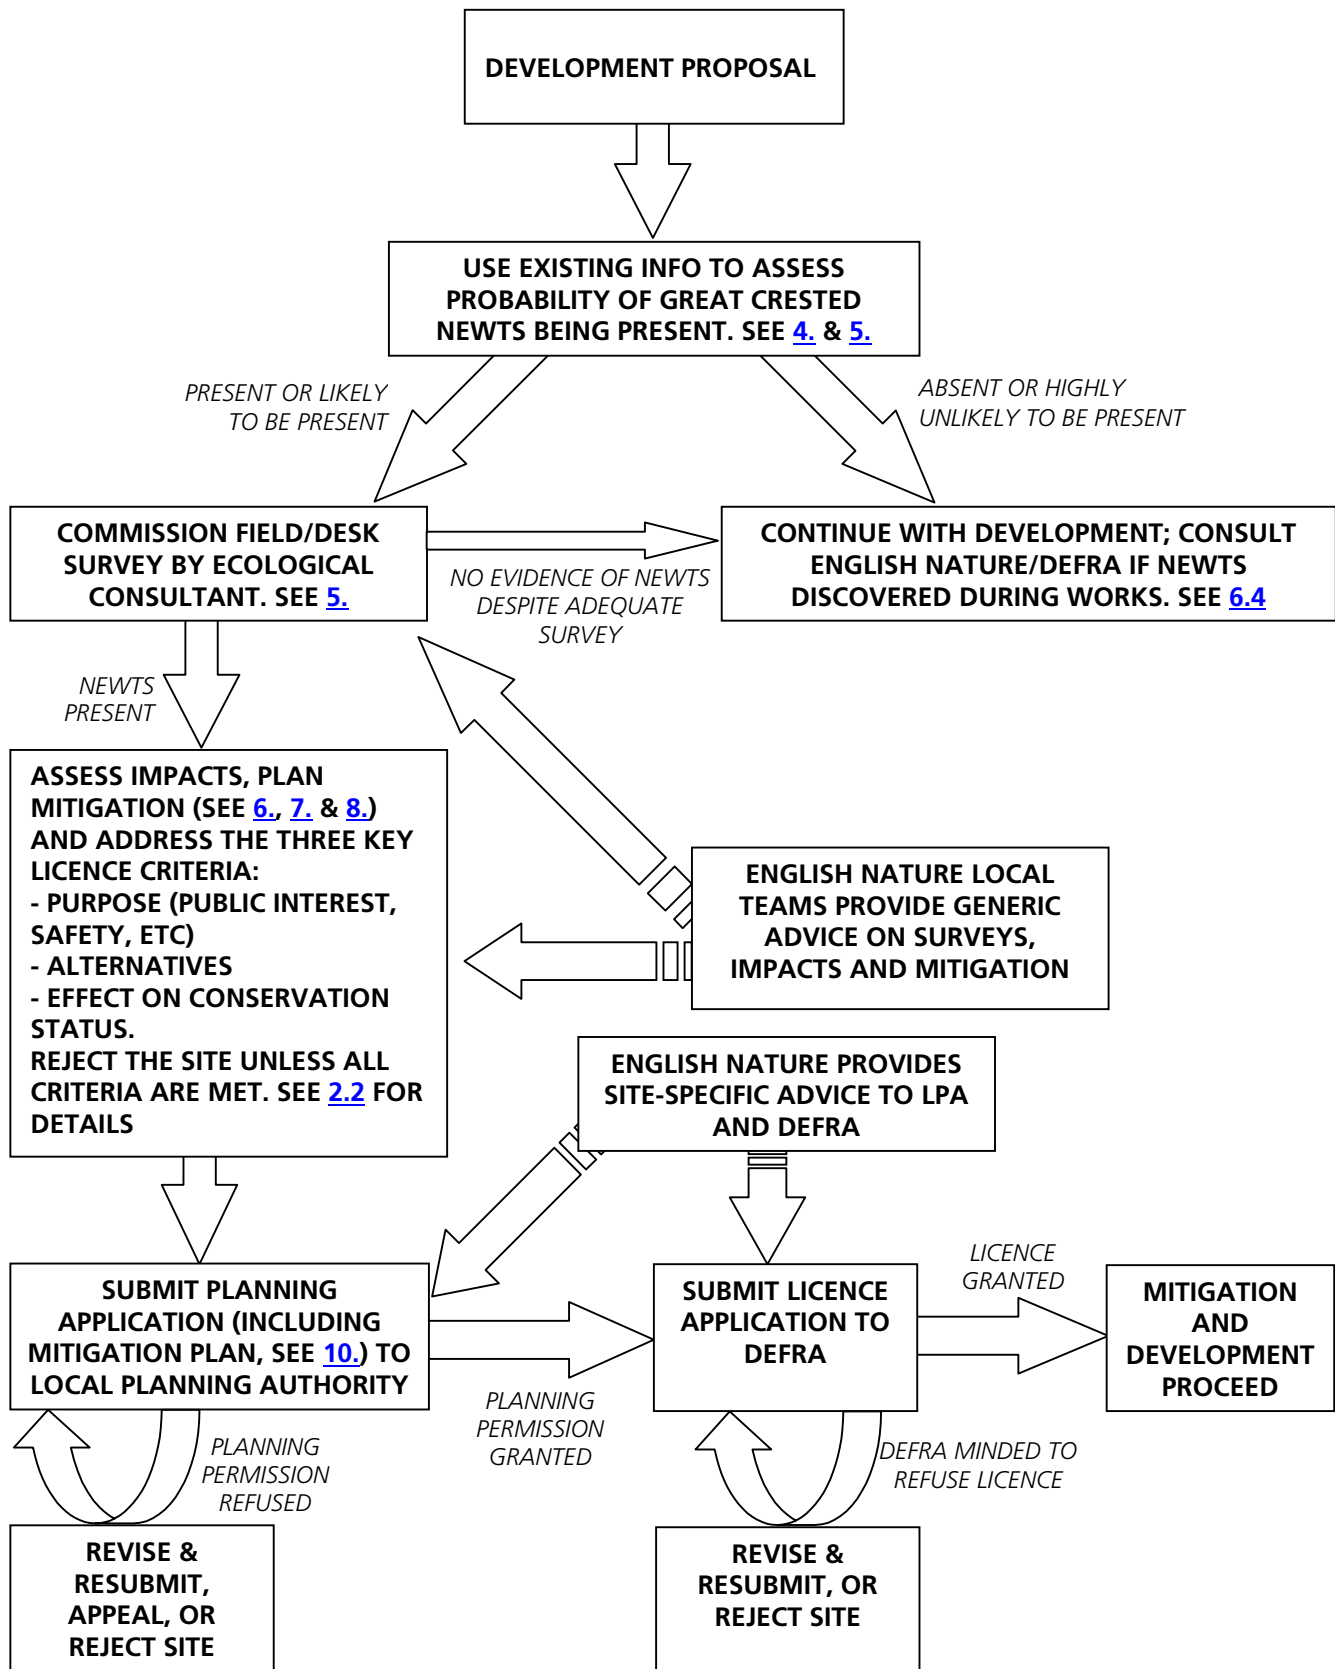 DEVELOPMENT PROPOSAL
USE EXISTING INFO TO ASSESS
PROBABILITY OF GREAT CRESTED
NEWTS BEING PRESENT. SEE 4. & 5.
PRESENT OR LIKELY
TO BE PRESENT
ABSENT OR HIGHLY
UNLIKELY TO BE PRESENT
COMMISSION FIELD/DESK
SURVEY BY ECOLOGICAL
CONSULTANT. SEE 5.
NO EVIDENCE OF NEWTS
DESPITE ADEQUATE
SURVEY
CONTINUE WITH DEVELOPMENT; CONSULT
ENGLISH NATURE/DEFRA IF NEWTS
DISCOVERED DURING WORKS. SEE 6.4
NEWTS
PRESENT
ASSESS IMPACTS, PLAN
MITIGATION (SEE 6., 7. & 8.)
AND ADDRESS THE THREE KEY
LICENCE CRITERIA:
- PURPOSE (PUBLIC INTEREST,
SAFETY, ETC)
- ALTERNATIVES
- EFFECT ON CONSERVATION
STATUS.
REJECT THE SITE UNLESS ALL
CRITERIA ARE MET. SEE 2.2 FOR
DETAILS
ENGLISH NATURE LOCAL
TEAMS PROVIDE GENERIC
ADVICE ON SURVEYS,
IMPACTS AND MITIGATION
ENGLISH NATURE PROVIDES
SITE-SPECIFIC ADVICE TO LPA
AND DEFRA
SUBMIT PLANNING
APPLICATION (INCLUDING
MITIGATION PLAN, SEE 10.) TO
LOCAL PLANNING AUTHORITY
PLANNING
PERMISSION
GRANTED
SUBMIT LICENCE
APPLICATION TO
DEFRA
LICENCE
GRANTED
MITIGATION
AND
DEVELOPMENT
PROCEED
PLANNING
PERMISSION
REFUSED
DEFRA MINDED TO
REFUSE LICENCE
REVISE &
RESUBMIT,
APPEAL, OR
REJECT SITE
REVISE &
RESUBMIT, OR
REJECT SITE